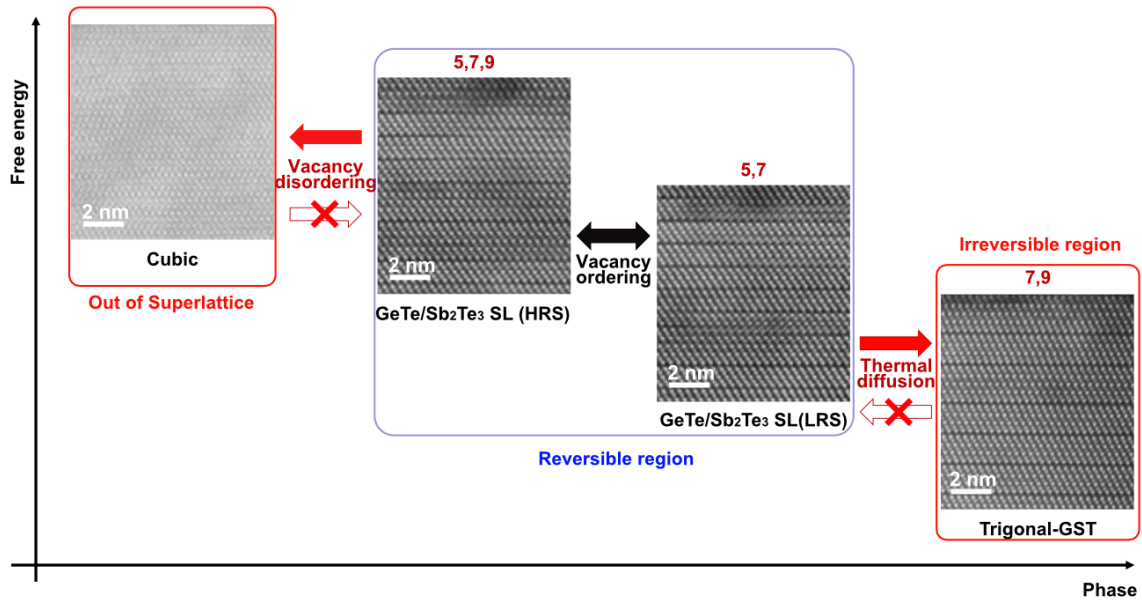 Free energy
2 nm
Cubic
Out of Superlattice
Vacancy
disordering
5,7,9
2 nm
GeTe/Sb₂Te₃ SL (HRS)
Vacancy
ordering
5,7
2 nm
GeTe/Sb₂Te₃ SL(LRS)
Reversible region
Thermal
diffusion
Irreversible region
7,9
2 nm
Trigonal-GST
Phase